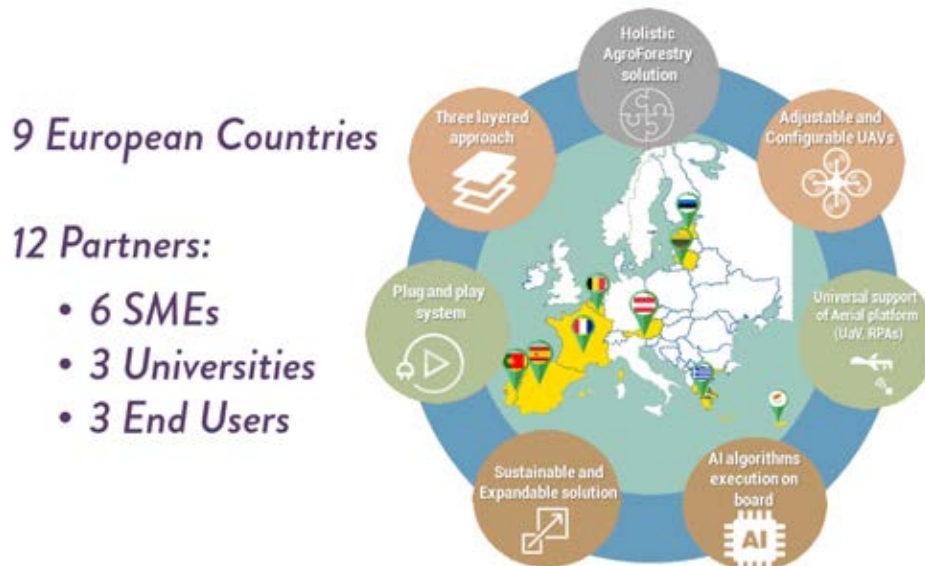 9 European Countries
12 Partners:
• 6 SMEs
• 3 Universities
• 3 End Users
Holistic
AgroForestry
solution
Three layered
approach
Adjustable and
Configurable UAVs
Plug and play
system
Universal support
of Aerial platform
(UaV, RPAs)
Sustainable and
Expandable solution
AI algorithms
execution on
board
AI